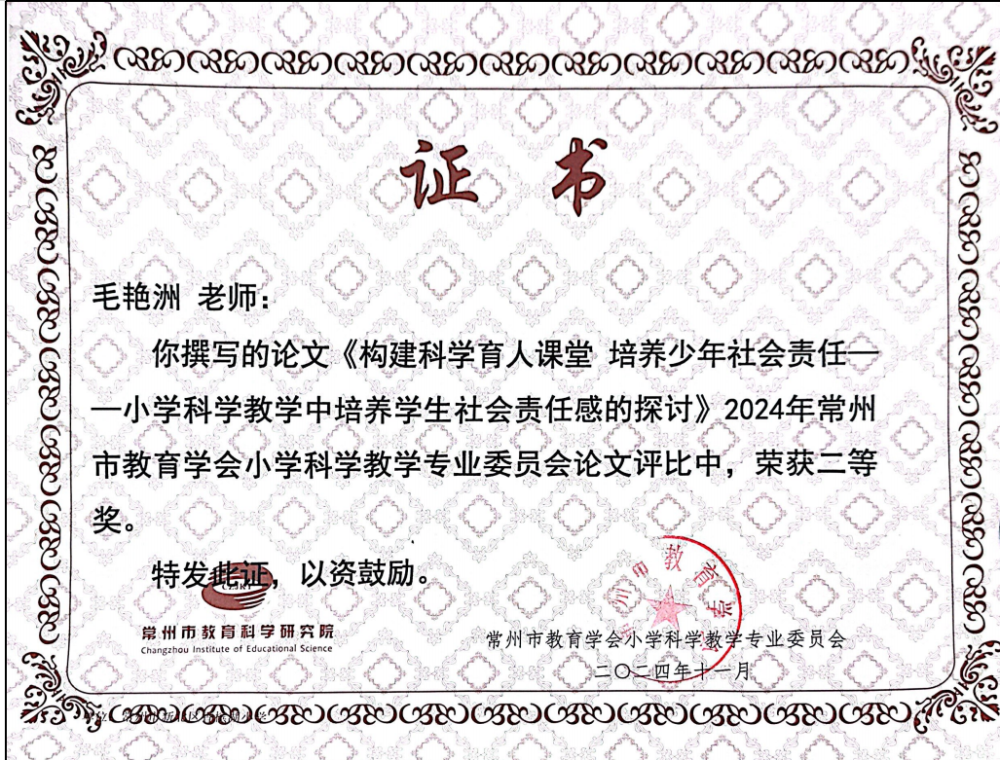 证 书
毛艳洲 老师：
你撰写的论文《构建科学育人课堂 培养少年社会责任—
—小学科学教学中培养学生社会责任感的探讨》2024年常州
市教育学会小学科学教学专业委员会论文评比中，荣获二等
奖。
特发此证，以资鼓励。
常州市教育科学研究院
Changzhou Institute of Educational Science
州市教育学
常州市教育学会小学科学教学专业委员会
二〇二四年十一月